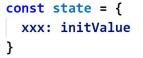 const state = {
  xxx: initValue
}